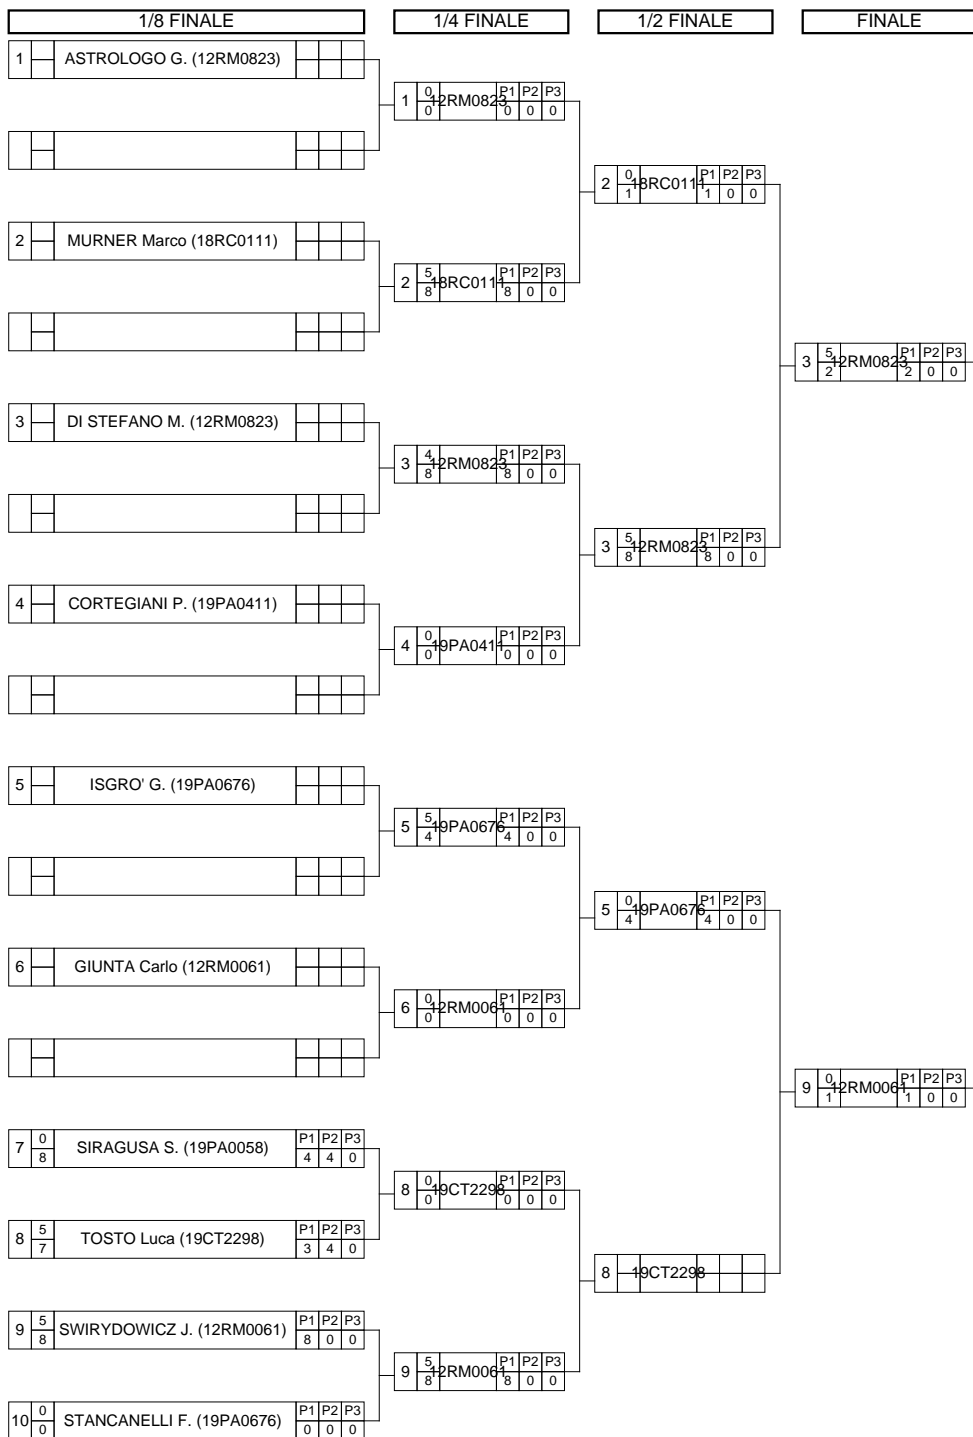 1/8 FINALE 1/4 FINALE 1/2 FINALE FINALE
1 ASTROLOGO G. (12RM0823)
1 0 0 12RM0823 P1 P2 P3 0 0 0
2 0 1 18RC0111 P1 P2 P3 1 0 0
2 MURNER Marco (18RC0111)
2 5 8 18RC0111 P1 P2 P3 8 0 0
3 5 2 12RM0823 P1 P2 P3 2 0 0
3 DI STEFANO M. (12RM0823)
3 4 8 12RM0823 P1 P2 P3 8 0 0
3 5 8 12RM0823 P1 P2 P3 8 0 0
4 CORTEGIANI P. (19PA0411)
4 0 0 19PA0411 P1 P2 P3 0 0 0
5 ISGRO' G. (19PA0676)
5 5 4 19PA0676 P1 P2 P3 4 0 0
5 0 4 19PA0676 P1 P2 P3 4 0 0
6 GIUNTA Carlo (12RM0061)
6 0 0 12RM0061 P1 P2 P3 0 0 0
9 0 1 12RM0061 P1 P2 P3 1 0 0
7 0 8 SIRAGUSA S. (19PA0058) P1 P2 P3 4 4 0
8 0 0 19CT2298 P1 P2 P3 0 0 0
8 5 7 TOSTO Luca (19CT2298) P1 P2 P3 3 4 0
8 19CT2298
9 5 8 SWIRYDOWICZ J. (12RM0061) P1 P2 P3 8 0 0
9 5 8 12RM0061 P1 P2 P3 8 0 0
10 0 0 STANCANELLI F. (19PA0676) P1 P2 P3 0 0 0